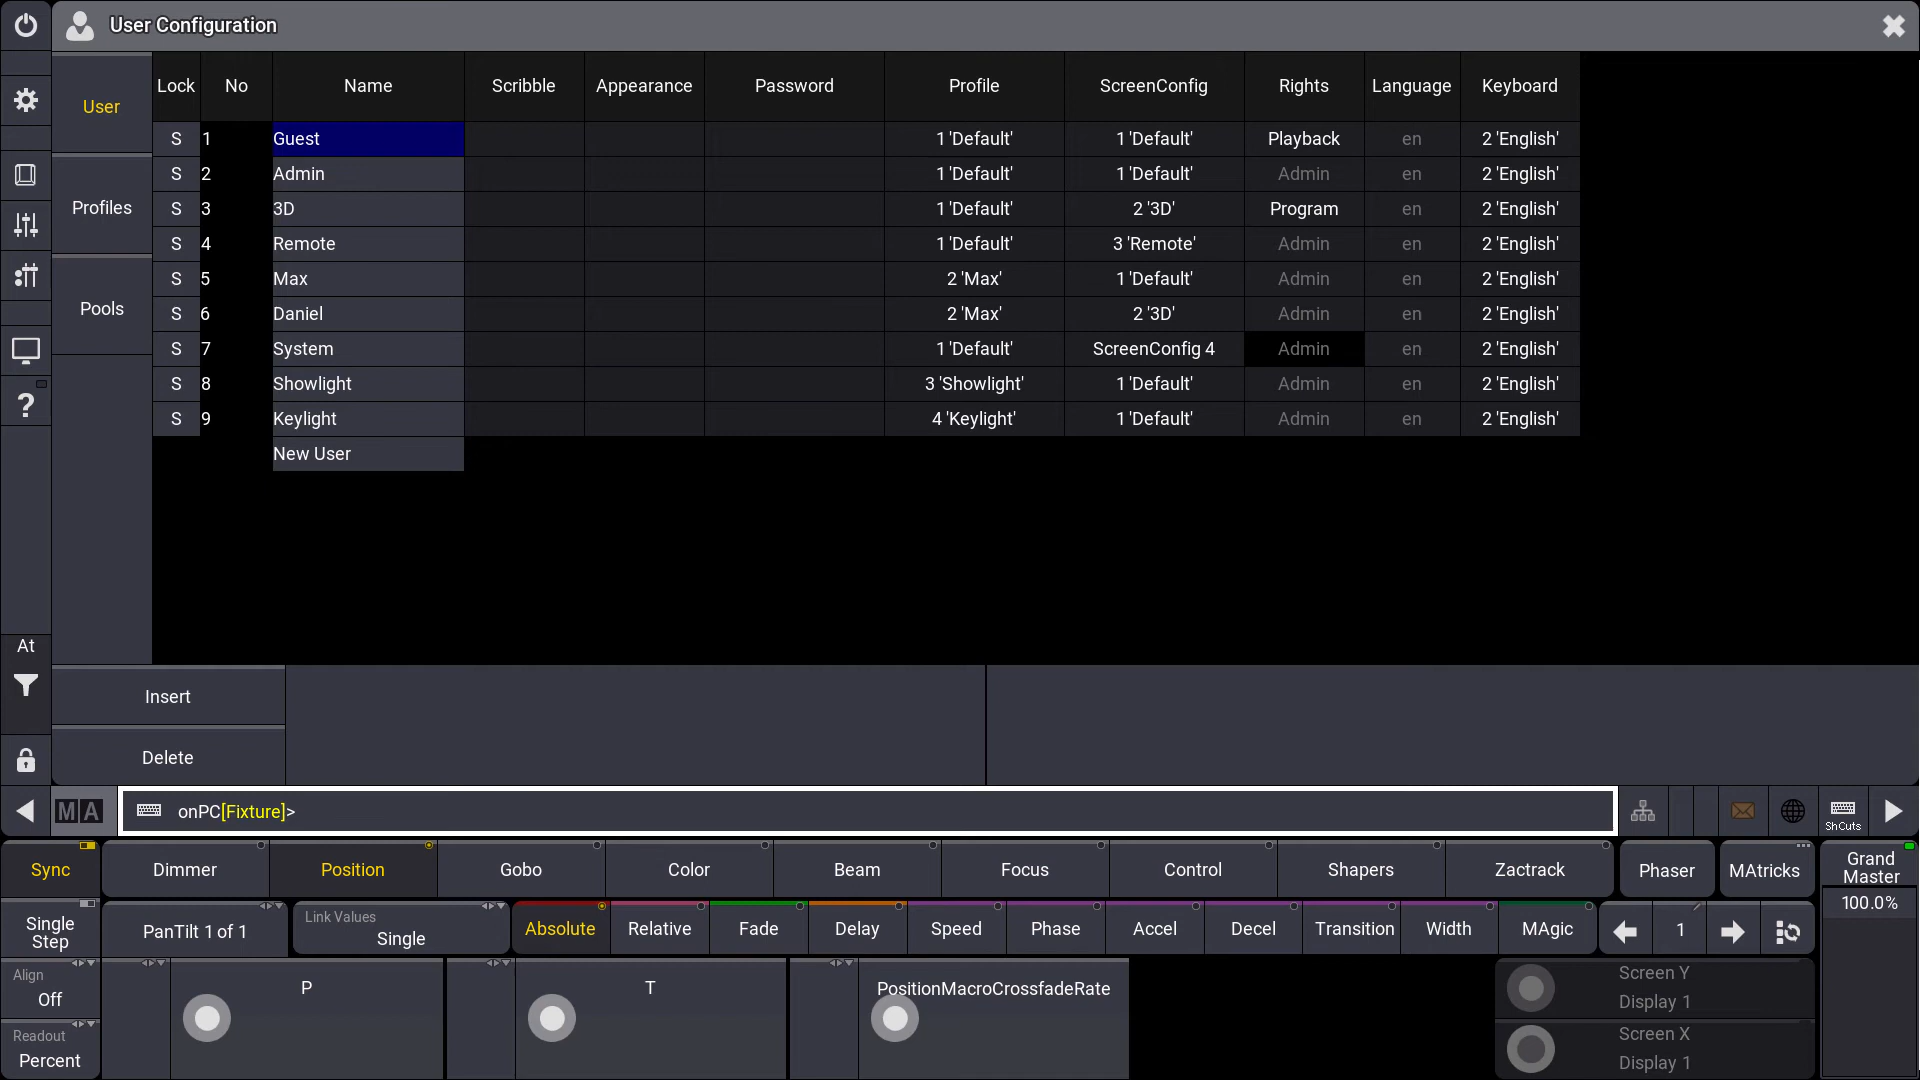 User Configuration
User
Profiles
Pools
Lock No Name Scribble Appearance Password Profile ScreenConfig Rights Language Keyboard
S 1 Guest 1 'Default' 1 'Default' Playback en 2 'English'
S 2 Admin 1 'Default' 1 'Default' Admin en 2 'English'
S 3 3D 1 'Default' 2 '3D' Program en 2 'English'
S 4 Remote 1 'Default' 3 'Remote' Admin en 2 'English'
S 5 Max 2 'Max' 1 'Default' Admin en 2 'English'
S 6 Daniel 2 'Max' 2 '3D' Admin en 2 'English'
S 7 System 1 'Default' ScreenConfig 4 Admin en 2 'English'
S 8 Showlight 3 'Showlight' 1 'Default' Admin en 2 'English'
S 9 Keylight 4 'Keylight' 1 'Default' Admin en 2 'English'
New User
?
At
Insert
Delete
MA
onPC[Fixture]>
ShCuts
Sync Dimmer Position Gobo Color Beam Focus Control Shapers Zactrack Phaser MAtricks
Grand
Master
100.0%
Single
Step
PanTilt 1 of 1
Link Values
Single
Absolute Relative Fade Delay Speed Phase Accel Decel Transition Width MAgic 1
Align
Off
Readout
Percent
P
T
PositionMacroCrossfadeRate
Screen Y
Display 1
Screen X
Display 1